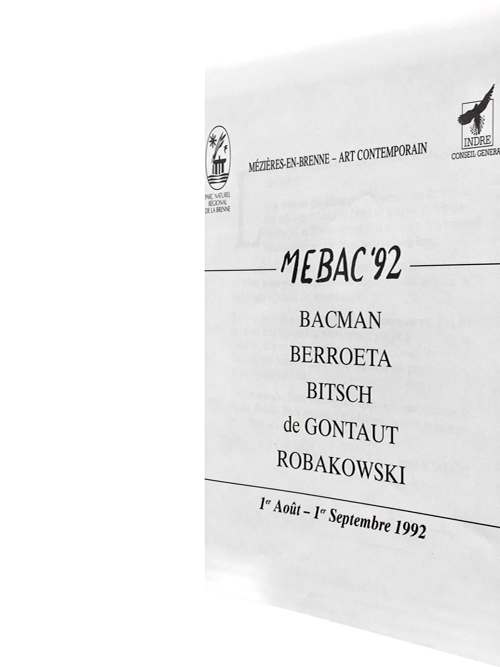 PARC NATUREL
RÉGIONAL
DE LA BRENNE
MÉZIÈRES-EN-BRENNE – ART CONTEMPORAIN
INDRE
CONSEIL GENERAL
MEBAC'92
BACMAN
BERROETA
BITSCH
de GONTAUT
ROBAKOWSKI
1er Août – 1er Septembre 1992